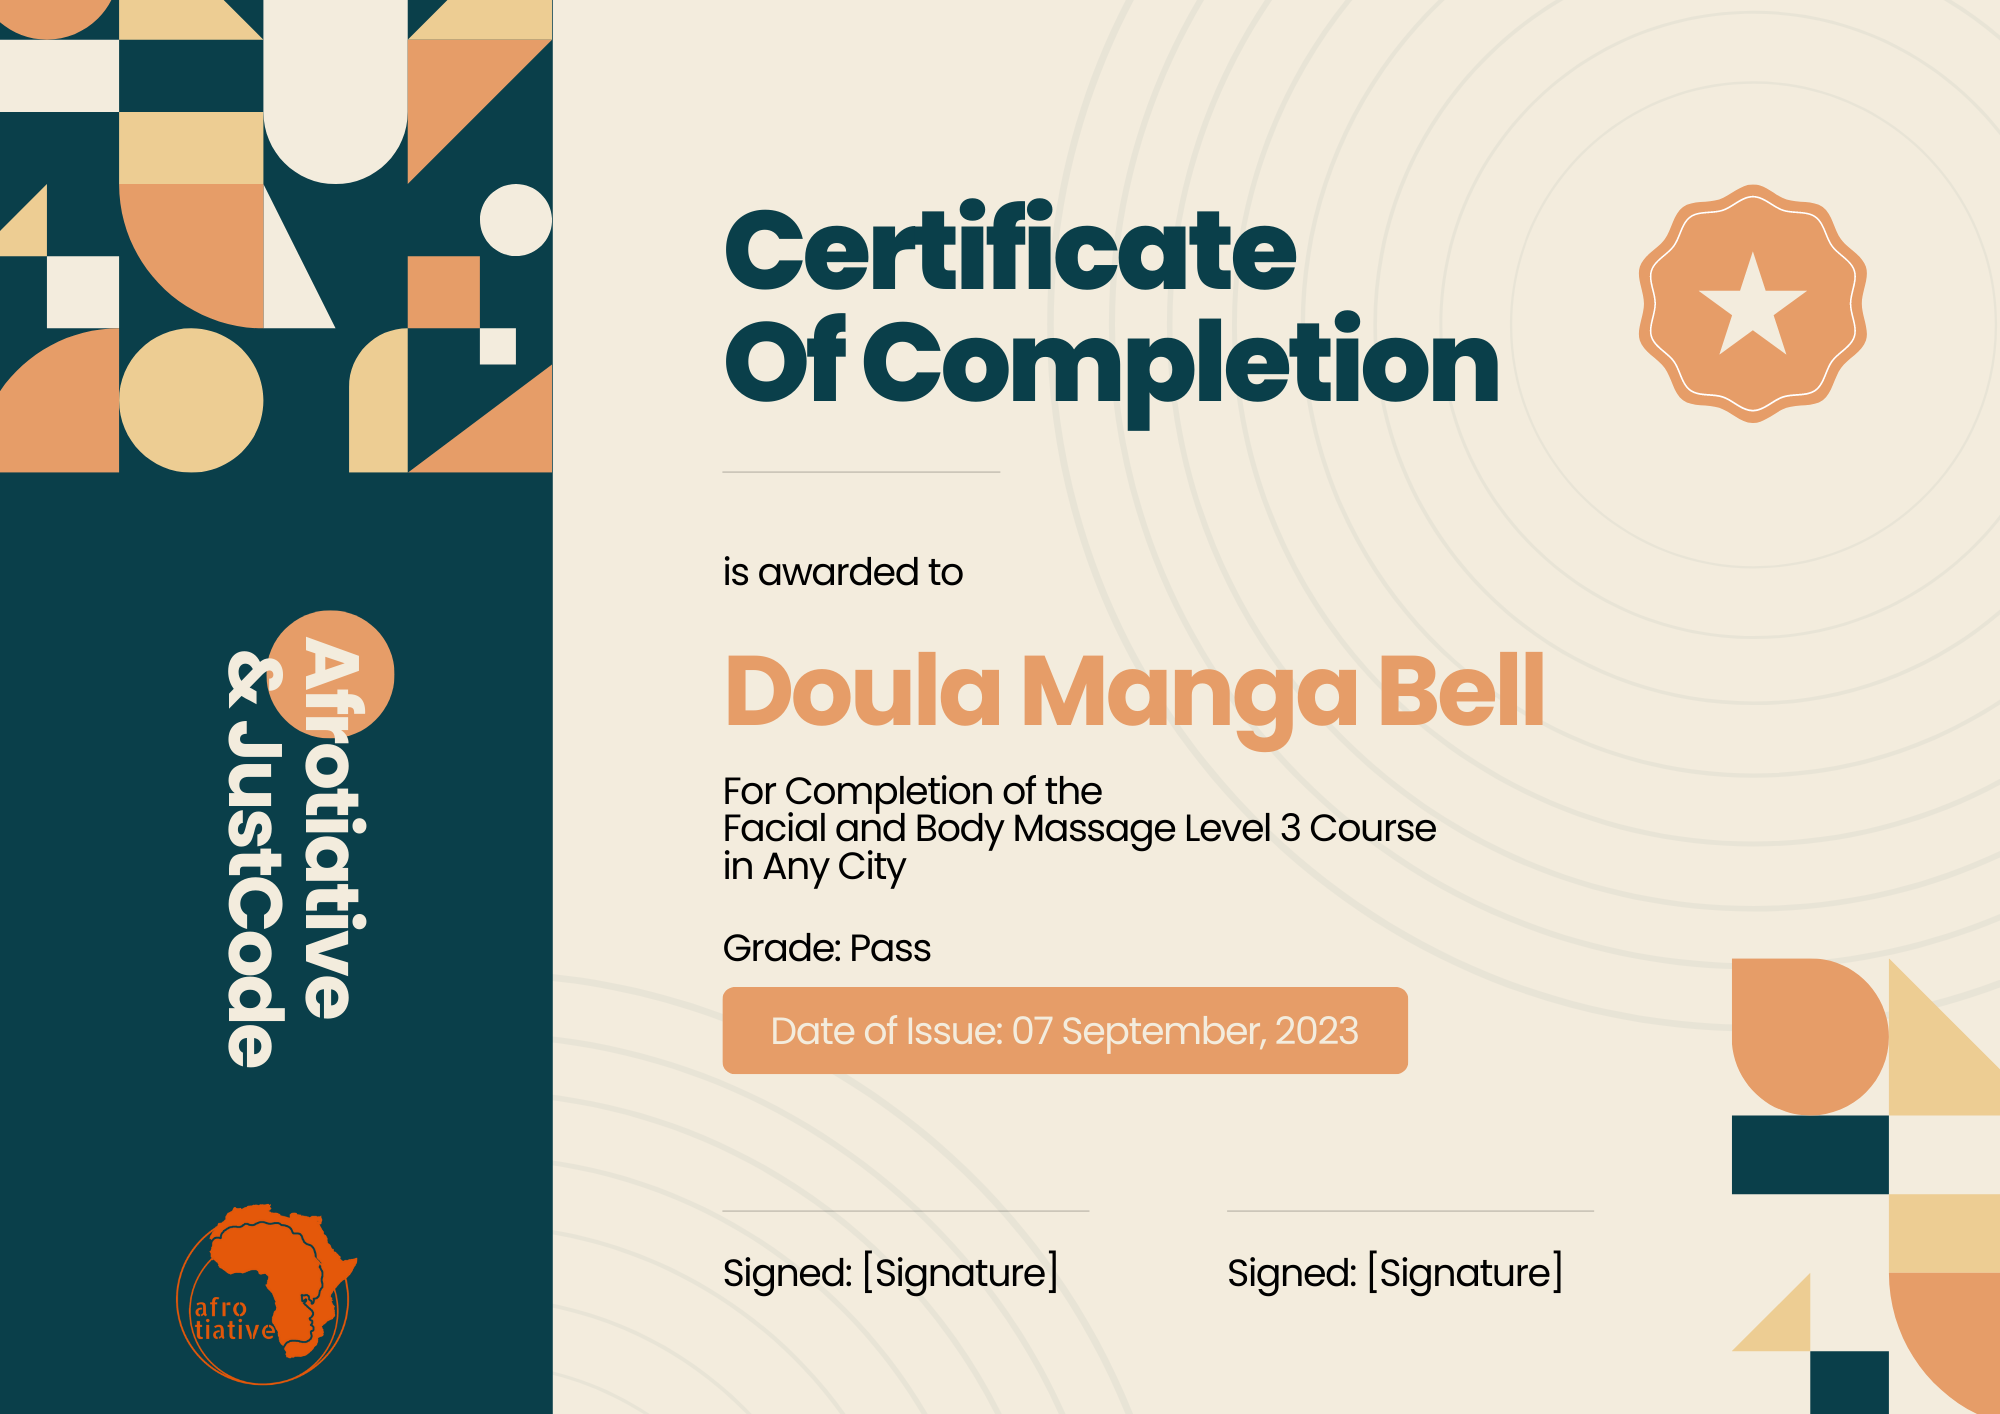 Certificate
Of Completion
is awarded to
Doula Manga Bell
For Completion of the
Facial and Body Massage Level 3 Course
in Any City
Grade: Pass
Date of Issue: 07 September, 2023
Signed: [Signature]
Signed: [Signature]
Afrotiative
& JustCode
afro
tiative